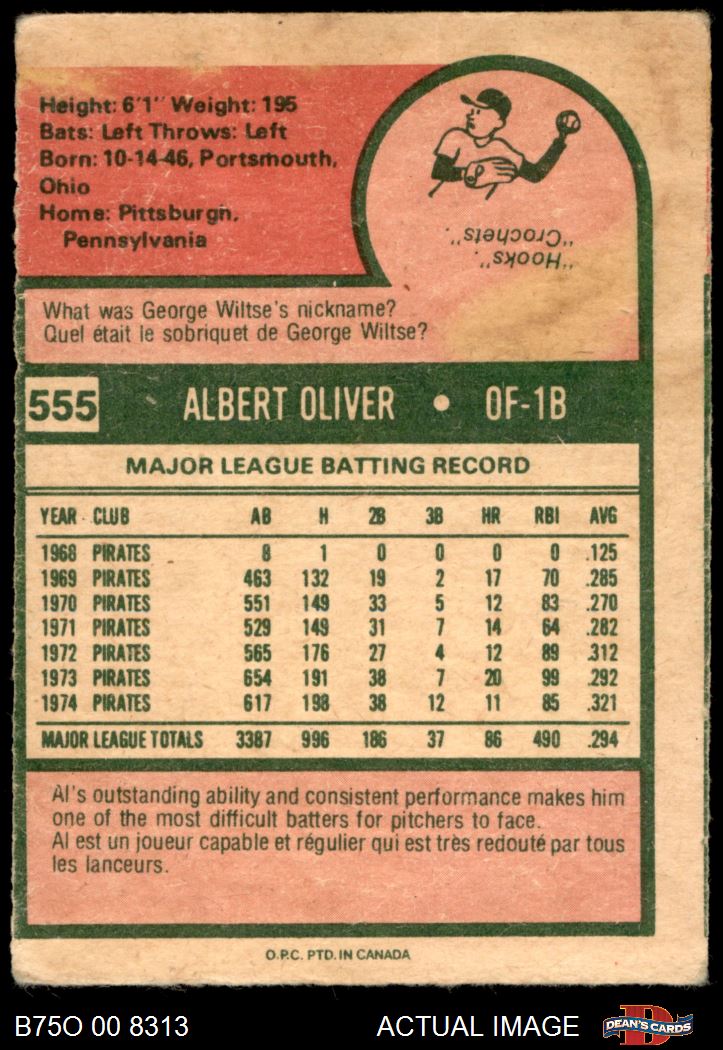 Height: 6'1" Weight: 195
Bats: Left Throws: Left
Born: 10-14-46, Portsmouth,
Ohio
Home: Pittsburgh,
Pennsylvania
"Hooks".
"Crochets".
What was George Wiltse's nickname?
Quel était le sobriquet de George Wiltse?
555 ALBERT OLIVER • OF-1B
MAJOR LEAGUE BATTING RECORD
YEAR CLUB AB H 2B 3B HR RBI AVG
1968 PIRATES 8 1 0 0 0 0 .125
1969 PIRATES 463 132 19 2 17 70 .285
1970 PIRATES 551 149 33 5 12 83 .270
1971 PIRATES 529 149 31 7 14 64 .282
1972 PIRATES 565 176 27 4 12 89 .312
1973 PIRATES 654 191 38 7 20 99 .292
1974 PIRATES 617 198 38 12 11 85 .321
MAJOR LEAGUE TOTALS 3387 996 186 37 86 490 .294
Al's outstanding ability and consistent performance makes him
one of the most difficult batters for pitchers to face.
Al est un joueur capable et régulier qui est très redouté par tous
les lanceurs.
O.P.C. PTD. IN CANADA
B75O 00 8313 ACTUAL IMAGE D DEAN'S CARDS